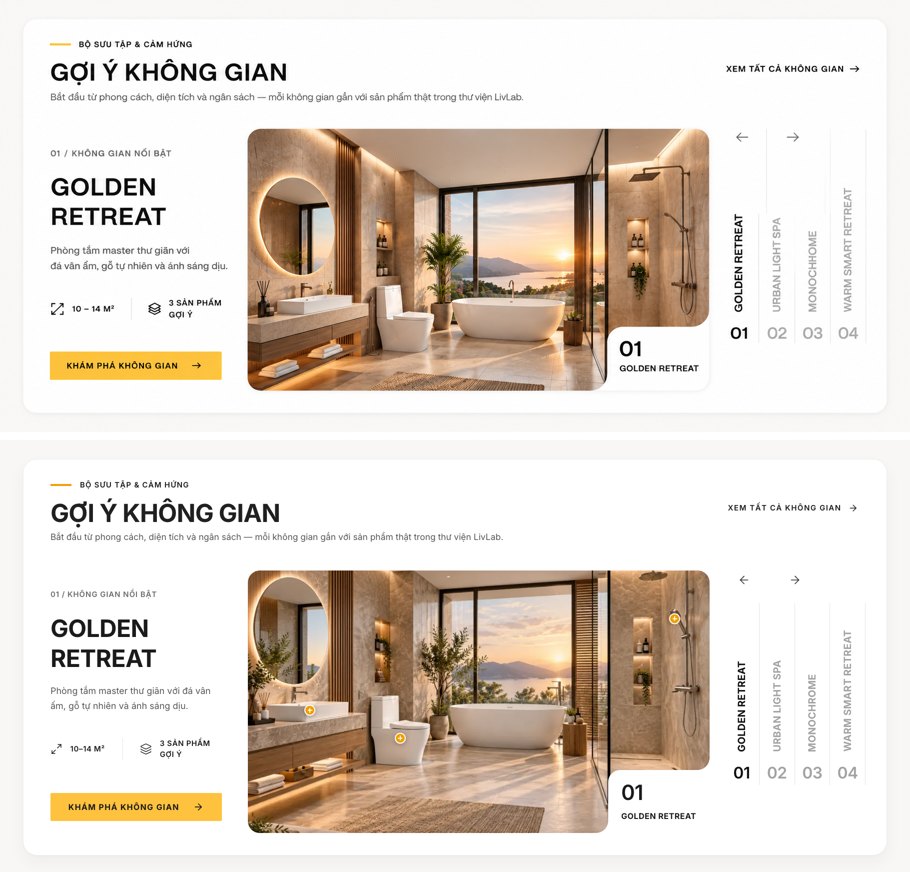 BỘ SƯU TẬP & CẢM HỨNG
GỢI Ý KHÔNG GIAN
Bắt đầu từ phong cách, diện tích và ngân sách — mỗi không gian gắn với sản phẩm thật trong thư viện LivLab.
XEM TẤT CẢ KHÔNG GIAN →
01 / KHÔNG GIAN NỔI BẬT
GOLDEN
RETREAT
Phòng tắm master thư giãn với
đá vân ấm, gỗ tự nhiên và ánh sáng dịu.
10 – 14 M²
3 SẢN PHẨM
GỢI Ý
KHÁM PHÁ KHÔNG GIAN →
01
GOLDEN RETREAT
← →
GOLDEN RETREAT
01
URBAN LIGHT SPA
02
MONOCHHOME
03
WARM SMART RETREAT
04
BỘ SƯU TẬP & CẢM HỨNG
GỢI Ý KHÔNG GIAN
Bắt đầu từ phong cách, diện tích và ngân sách — mỗi không gian gắn với sản phẩm thật trong thư viện LivLab.
XEM TẤT CẢ KHÔNG GIAN →
01 / KHÔNG GIAN NỔI BẬT
GOLDEN
RETREAT
Phòng tắm master thư giãn với đá vân
ấm, gỗ tự nhiên và ánh sáng dịu.
10–14 M²
3 SẢN PHẨM
GỢI Ý
KHÁM PHÁ KHÔNG GIAN →
01
GOLDEN RETREAT
← →
GOLDEN RETREAT
01
URBAN LIGHT SPA
02
MONOCHROME
03
WARM SMART RETREAT
04